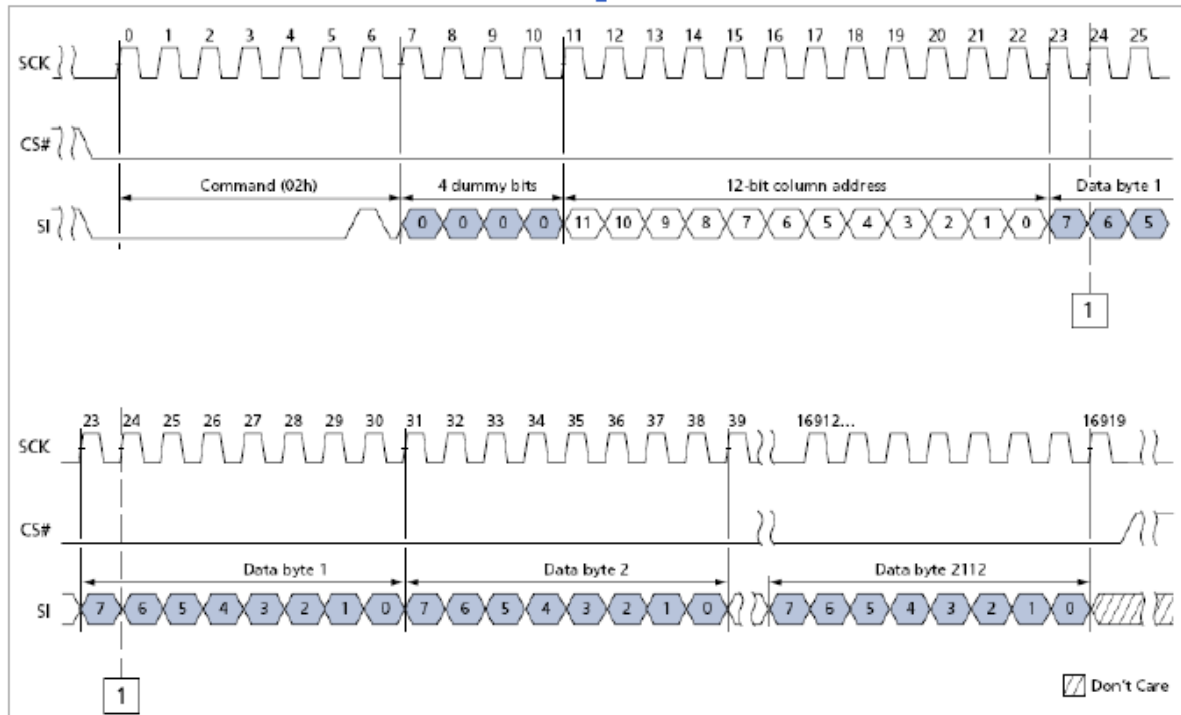 0 1 2 3 4 5 6 7 8 9 10 11 12 13 14 15 16 17 18 19 20 21 22 23 24 25
SCK
CS#
Command (02h) 4 dummy bits 12-bit column address Data byte 1
SI 0 0 0 0 11 10 9 8 7 6 5 4 3 2 1 0 7 6 5
1
23 24 25 26 27 28 29 30 31 32 33 34 35 36 37 38 39 16912... 16919
SCK
CS#
Data byte 1 Data byte 2 Data byte 2112
SI 7 6 5 4 3 2 1 0 7 6 5 4 3 2 1 0 7 6 5 4 3 2 1 0
1
Don't Care